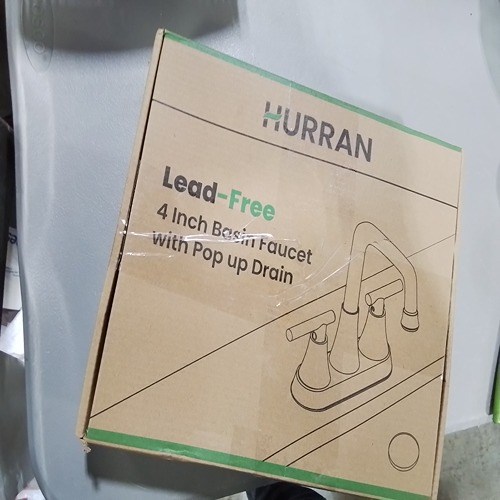 HURRAN
Lead-Free
4 Inch Basin Faucet
with Pop up Drain